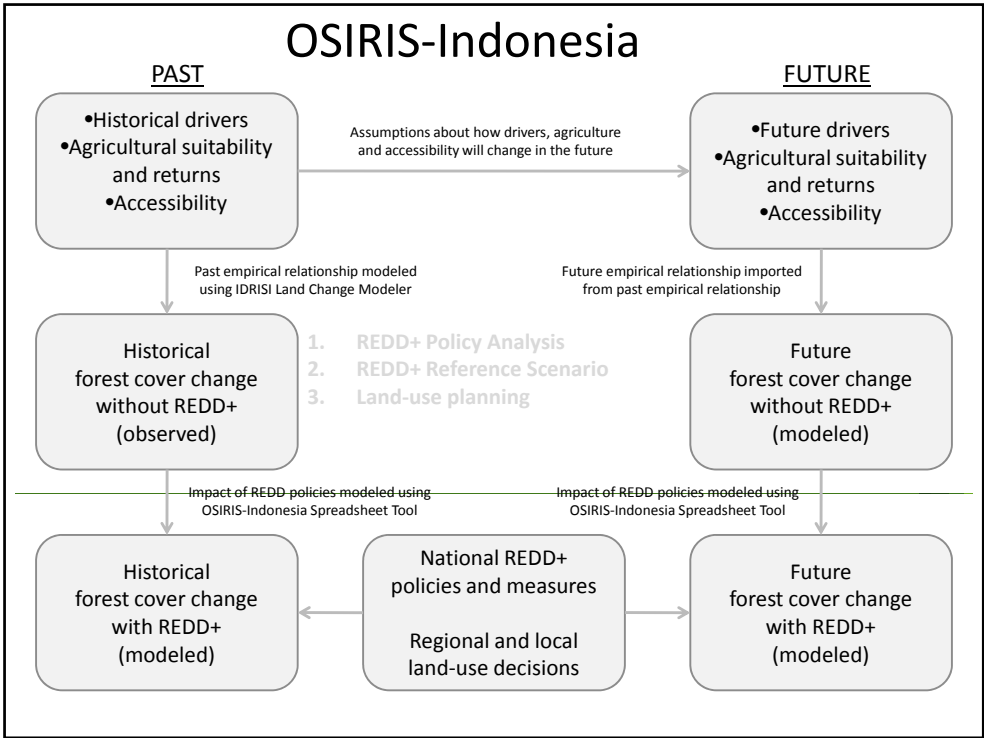 OSIRIS-Indonesia
PAST
FUTURE
•Historical drivers
•Agricultural suitability
and returns
•Accessibility
Assumptions about how drivers, agriculture
and accessibility will change in the future
•Future drivers
•Agricultural suitability
and returns
•Accessibility
Past empirical relationship modeled
using IDRISI Land Change Modeler
Future empirical relationship imported
from past empirical relationship
Historical
forest cover change
without REDD+
(observed)
1. REDD+ Policy Analysis
2. REDD+ Reference Scenario
3. Land-use planning
Future
forest cover change
without REDD+
(modeled)
Impact of REDD policies modeled using
OSIRIS-Indonesia Spreadsheet Tool
Impact of REDD policies modeled using
OSIRIS-Indonesia Spreadsheet Tool
Historical
forest cover change
with REDD+
(modeled)
National REDD+
policies and measures
Regional and local
land-use decisions
Future
forest cover change
with REDD+
(modeled)